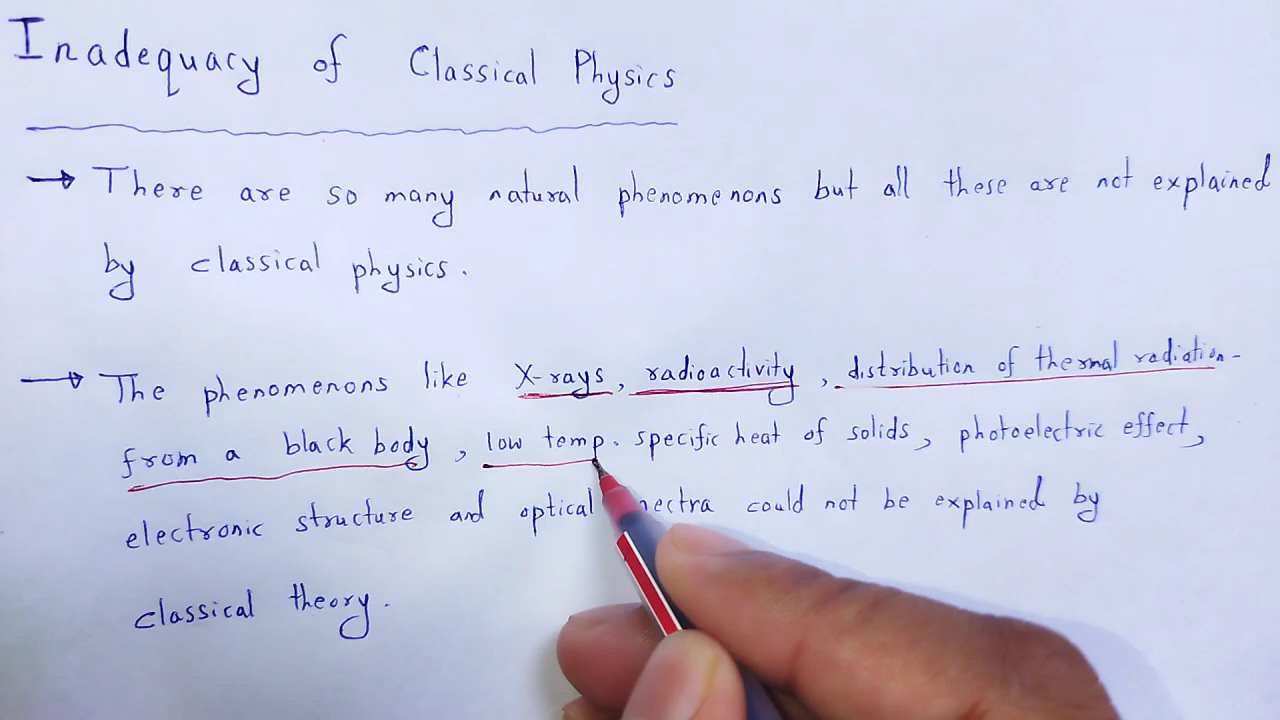 Inadequacy of Classical Physics
→ There are so many natural phenomenons but all these are not explained
by classical physics.
→ The phenomenons like X-rays, radioactivity, distribution of thermal radiation-
from a black body, low temp. specific heat of solids, photoelectric effect,
electronic structure and optical could not be explained by
classical theory.